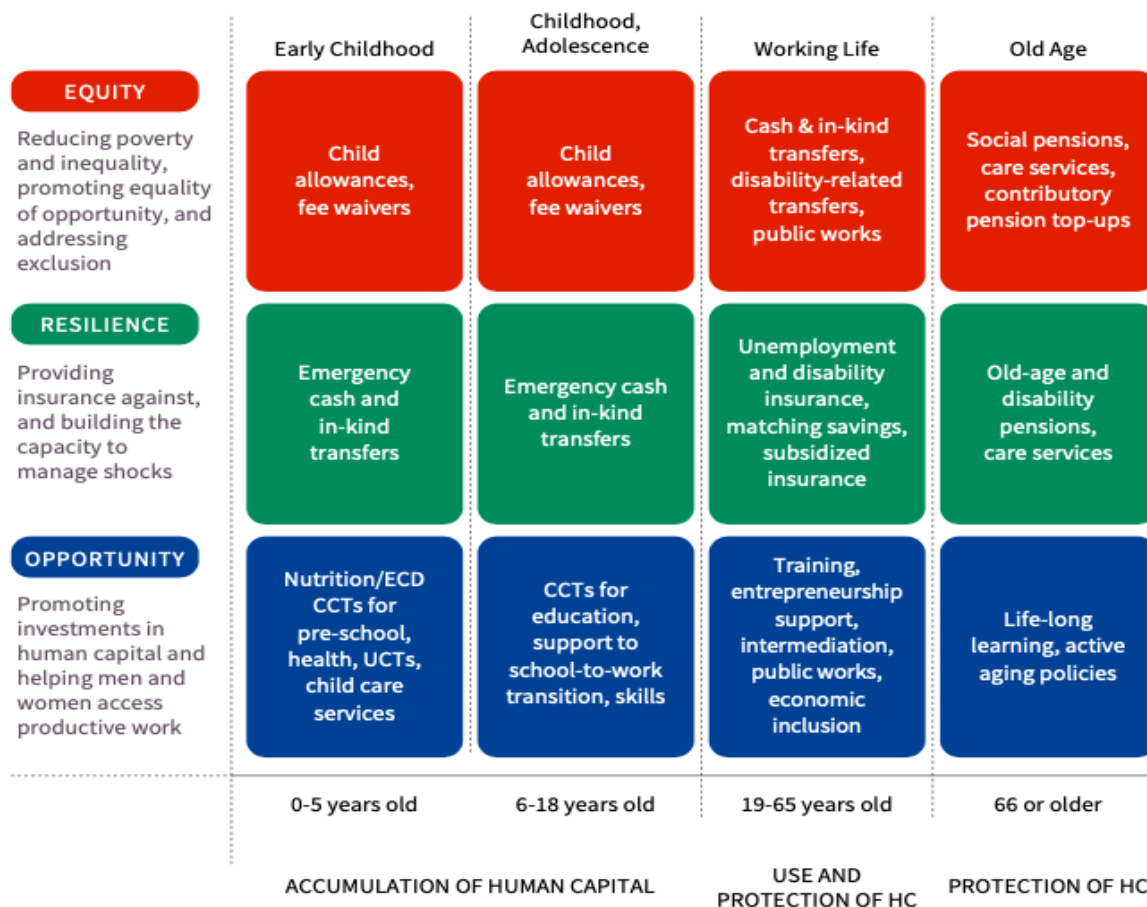 Early Childhood
Childhood,
Adolescence
Working Life
Old Age
EQUITY
Reducing poverty
and inequality,
promoting equality
of opportunity, and
addressing
exclusion
Child
allowances,
fee waivers
Child
allowances,
fee waivers
Cash & in-kind
transfers,
disability-related
transfers,
public works
Social pensions,
care services,
contributory
pension top-ups
RESILIENCE
Providing
insurance against,
and building the
capacity to
manage shocks
Emergency
cash and
in-kind
transfers
Emergency cash
and in-kind
transfers
Unemployment
and disability
insurance,
matching savings,
subsidized
insurance
Old-age and
disability
pensions,
care services
OPPORTUNITY
Promoting
investments in
human capital and
helping men and
women access
productive work
Nutrition/ECD
CCTs for
pre-school,
health, UCTs,
child care
services
CCTs for
education,
support to
school-to-work
transition, skills
Training,
entrepreneurship
support,
intermediation,
public works,
economic
inclusion
Life-long
learning, active
aging policies
0-5 years old
6-18 years old
19-65 years old
66 or older
ACCUMULATION OF HUMAN CAPITAL
USE AND
PROTECTION OF HC
PROTECTION OF HC